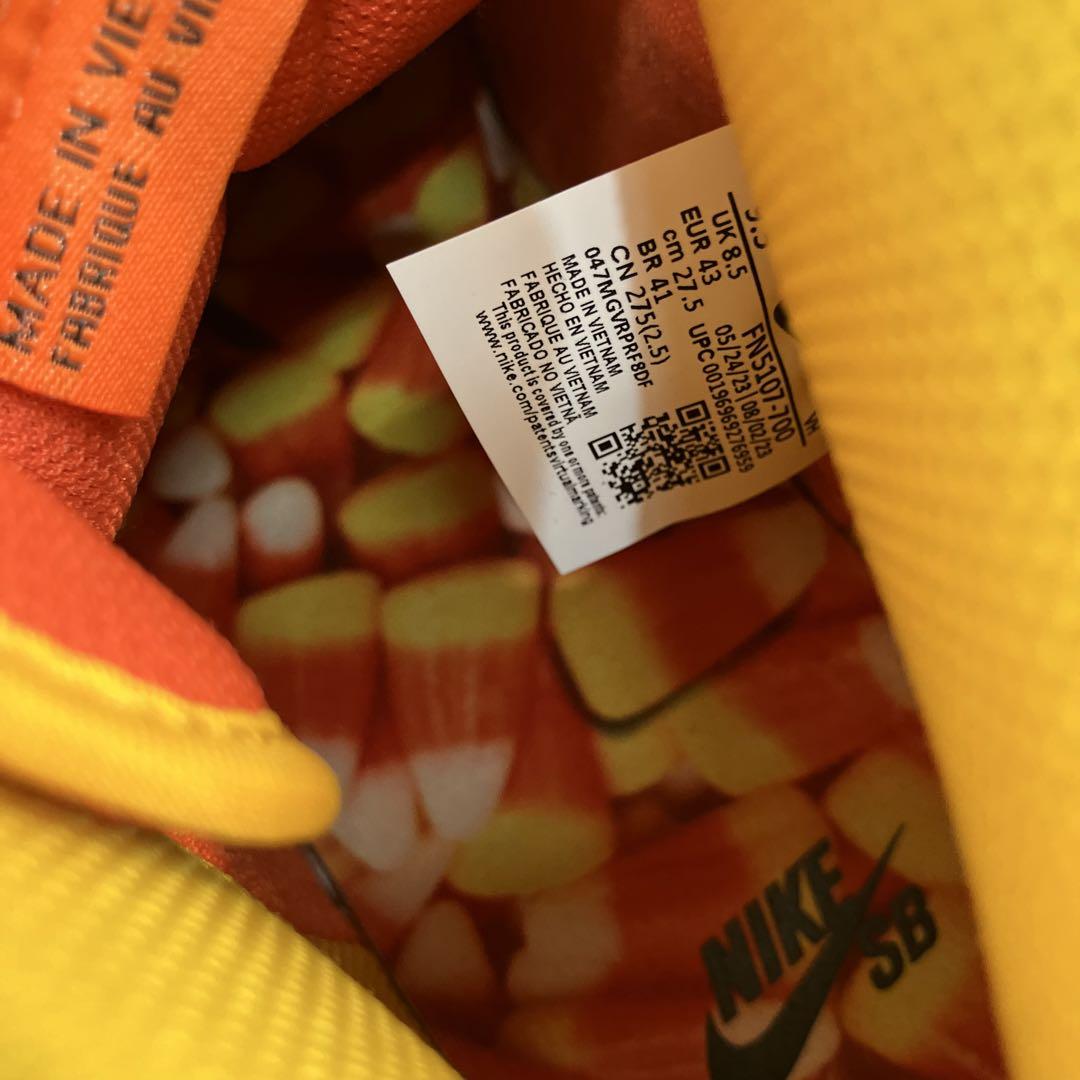 MADE IN VIE
FABRIQUE AU VI
UK 8.5
EUR 43
cm 27.5
BR 41
CN 275(2.5)
047MGVRPRF8DF
MADE IN VIETNAM
HECHO EN VIETNAM
FABRIQUE AU VIETNAM
FABRICADO NO VIETNÃ
This product is covered by one or more patents:
www.nike.com/patentsvirtualmarking
FN5107-700
05/24/23 | 08/02/23
UPC 00196969276959
NIKE
SB